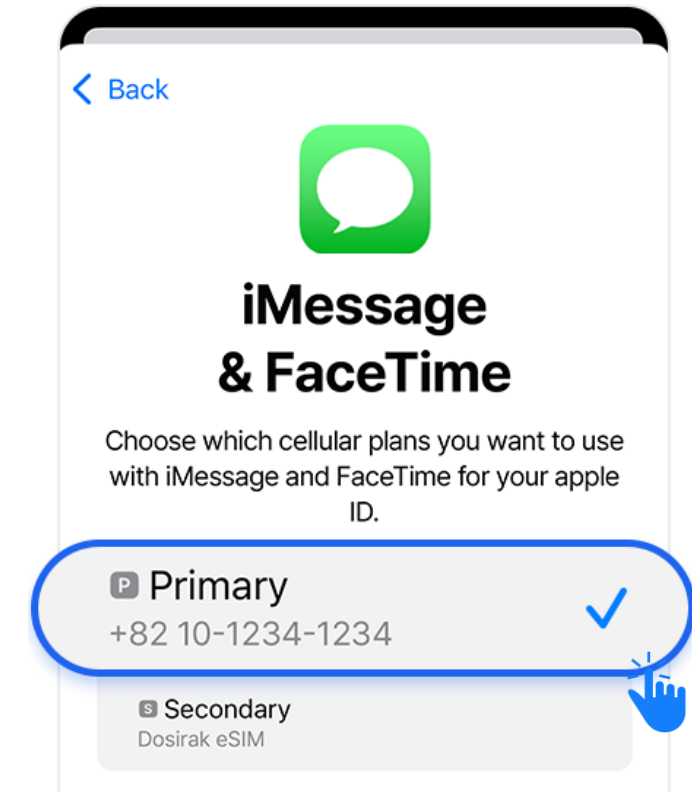 Back
iMessage
& FaceTime
Choose which cellular plans you want to use
with iMessage and FaceTime for your apple
ID.
P Primary
+82 10-1234-1234
S Secondary
Dosirak eSIM